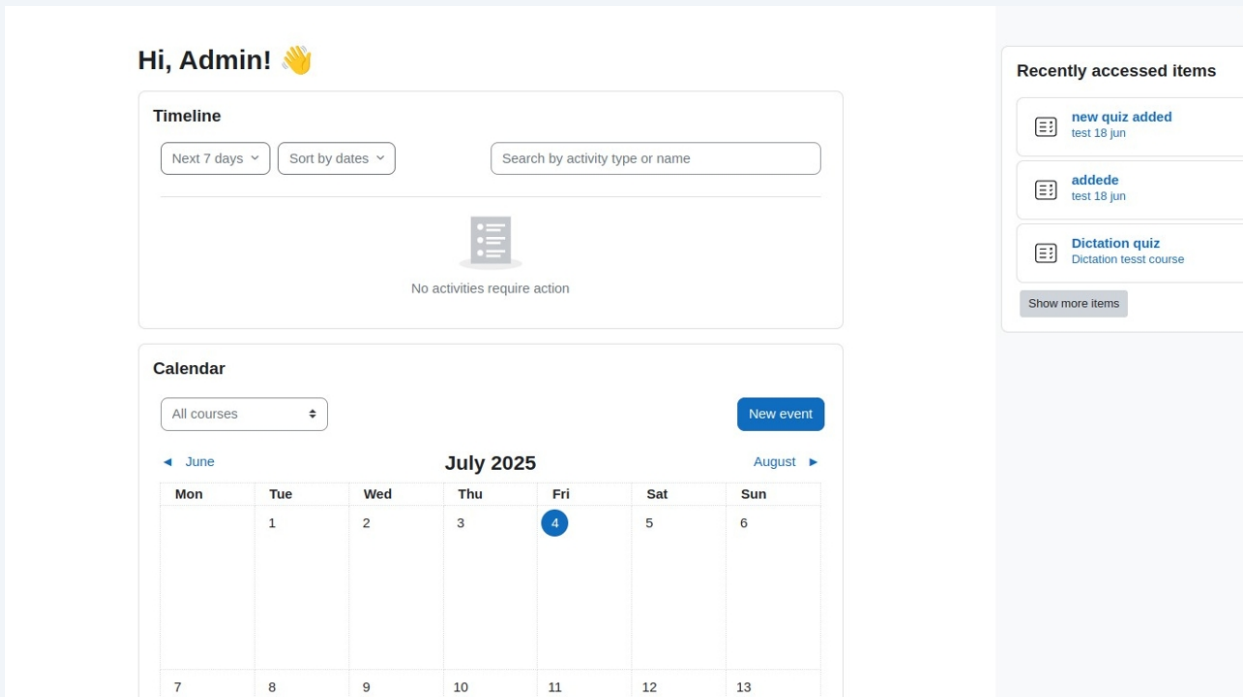 Hi, Admin! 👋
Timeline
Next 7 days
Sort by dates
Search by activity type or name
No activities require action
Calendar
All courses
New event
◄ June
July 2025
August ►
Mon Tue Wed Thu Fri Sat Sun
1 2 3 4 5 6
7 8 9 10 11 12 13
Recently accessed items
new quiz added
test 18 jun
addede
test 18 jun
Dictation quiz
Dictation tesst course
Show more items